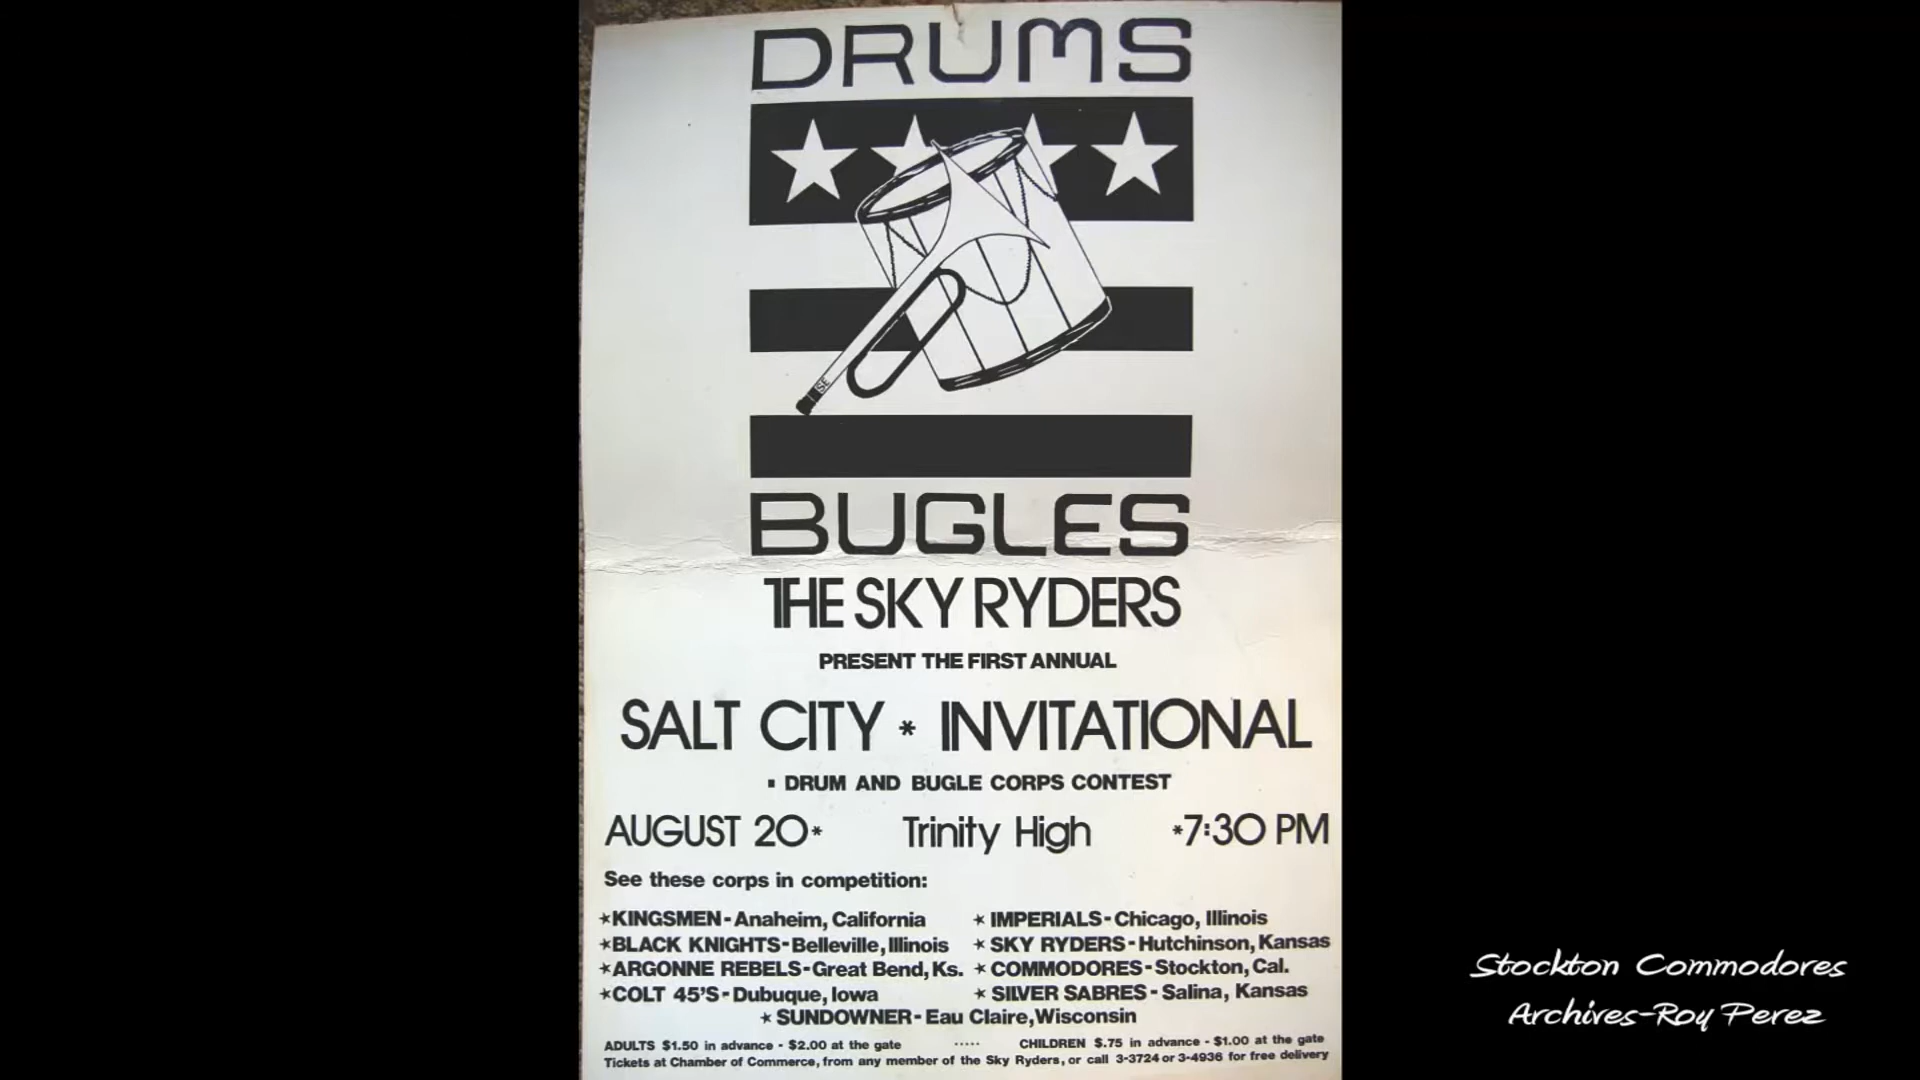 DRUMS
SE
BUGLES
THE SKY RYDERS
PRESENT THE FIRST ANNUAL
SALT CITY * INVITATIONAL
▪ DRUM AND BUGLE CORPS CONTEST
AUGUST 20* Trinity High *7:30 PM
See these corps in competition:
★KINGSMEN-Anaheim, California ★ IMPERIALS-Chicago, Illinois
★BLACK KNIGHTS-Belleville, Illinois ★ SKY RYDERS-Hutchinson, Kansas
★ARGONNE REBELS-Great Bend, Ks. ★ COMMODORES-Stockton, Cal.
★COLT 45'S-Dubuque, Iowa ★ SILVER SABRES-Salina, Kansas
★ SUNDOWNER-Eau Claire, Wisconsin
ADULTS $1.50 in advance - $2.00 at the gate ..... CHILDREN $.75 in advance - $1.00 at the gate
Tickets at Chamber of Commerce, from any member of the Sky Ryders, or call 3-3724 or 3-4936 for free delivery
Stockton Commodores
Archives-Roy Perez